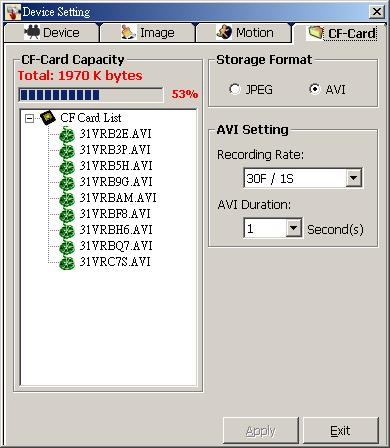 Device Setting
Device
Image
Motion
CF-Card
CF-Card Capacity
Total: 1970 K bytes
53%
CF Card List
31VRB2E.AVI
31VRB3P.AVI
31VRB5H.AVI
31VRB9G.AVI
31VRBAM.AVI
31VRBF8.AVI
31VRBH6.AVI
31VRBQ7.AVI
31VRC7S.AVI
Storage Format
JPEG
AVI
AVI Setting
Recording Rate:
30F / 1S
AVI Duration:
1 Second(s)
Apply
Exit